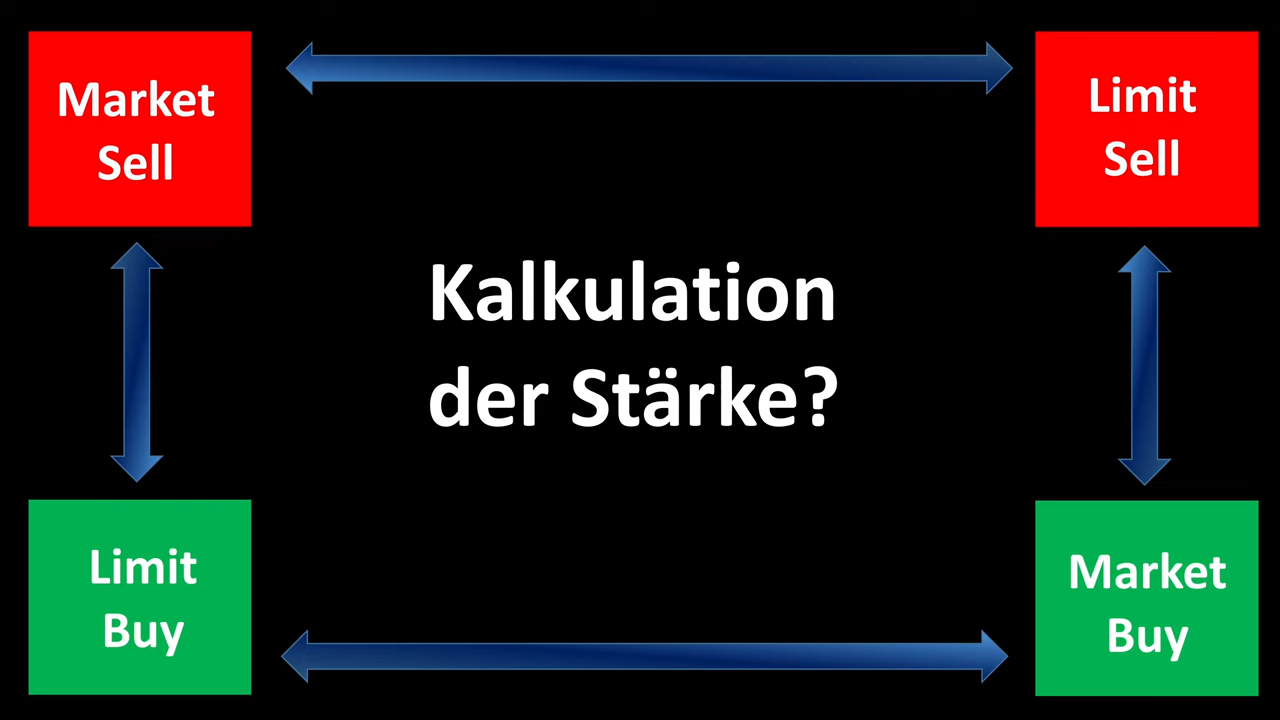 Market
Sell
Limit
Sell
Kalkulation
der Stärke?
Limit
Buy
Market
Buy